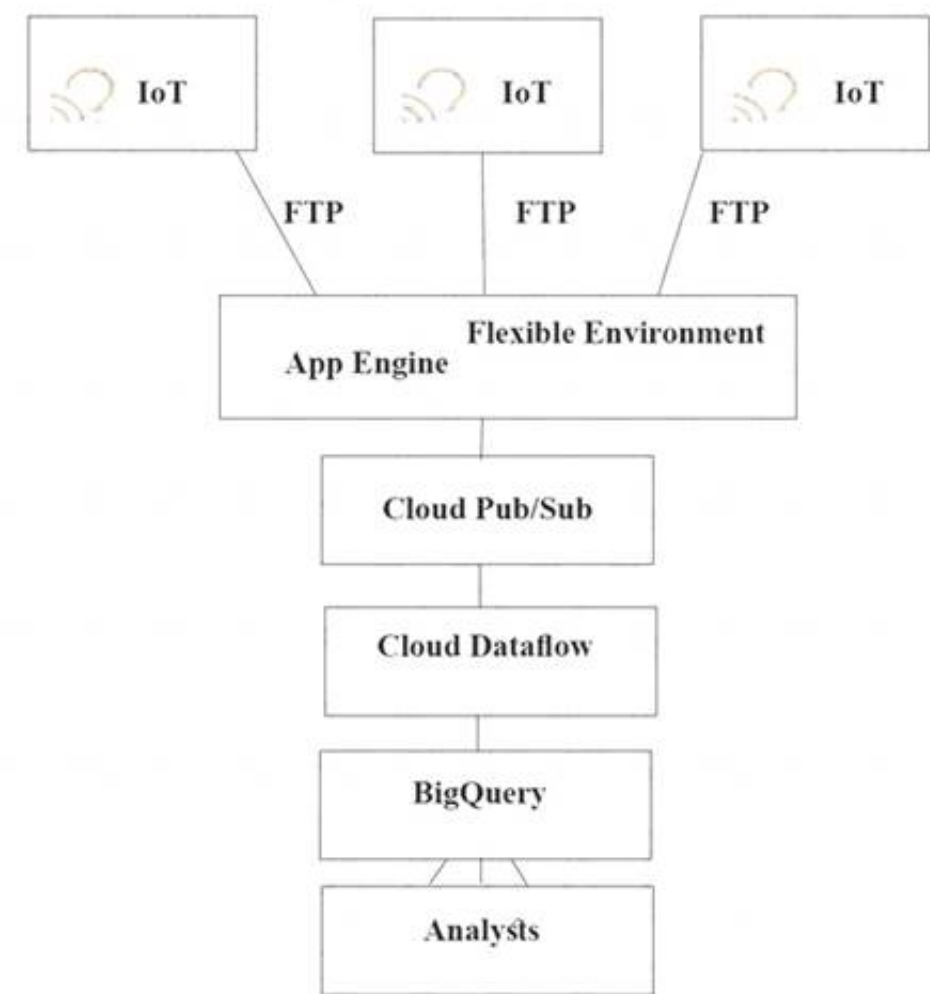 IoT
IoT
IoT
FTP
FTP
FTP
Flexible Environment
App Engine
Cloud Pub/Sub
Cloud Dataflow
BigQuery
Analysts